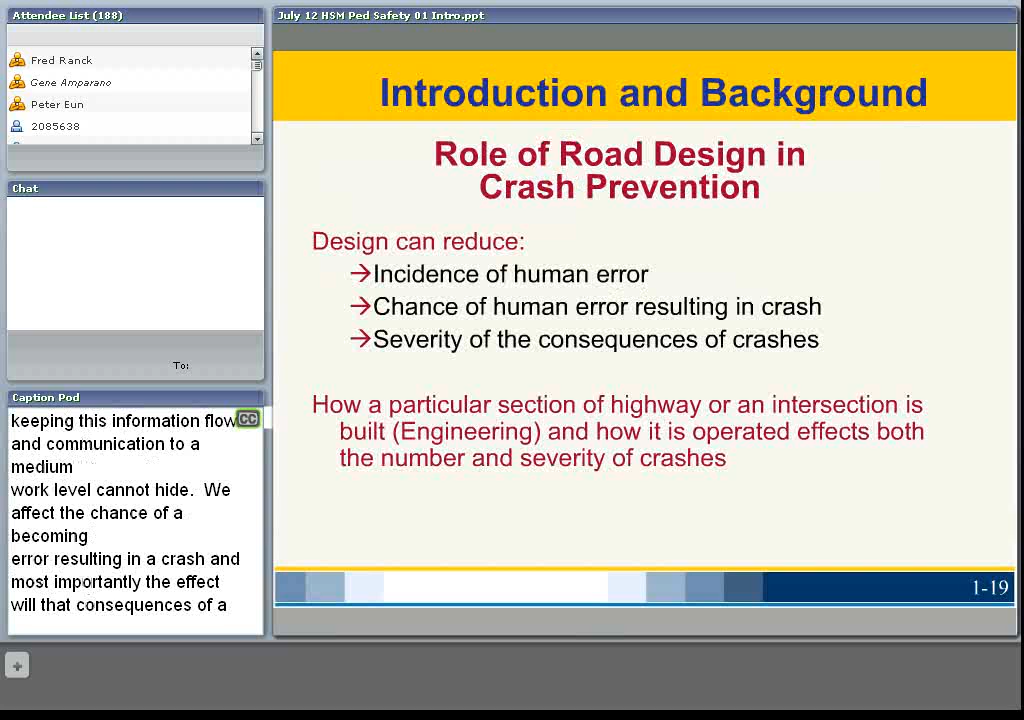 Attendee List (188)
Fred Ranck
Gene Amparano
Peter Eun
2085638
Chat
To:
Caption Pod
keeping this information flow
CC
and communication to a
medium
work level cannot hide. We
affect the chance of a
becoming
error resulting in a crash and
most importantly the effect
will that consequences of a
July 12 HSM Ped Safety 01 Intro.ppt
Introduction and Background
Role of Road Design in
Crash Prevention
Design can reduce:
→Incidence of human error
→Chance of human error resulting in crash
→Severity of the consequences of crashes
How a particular section of highway or an intersection is
built (Engineering) and how it is operated effects both
the number and severity of crashes
1-19